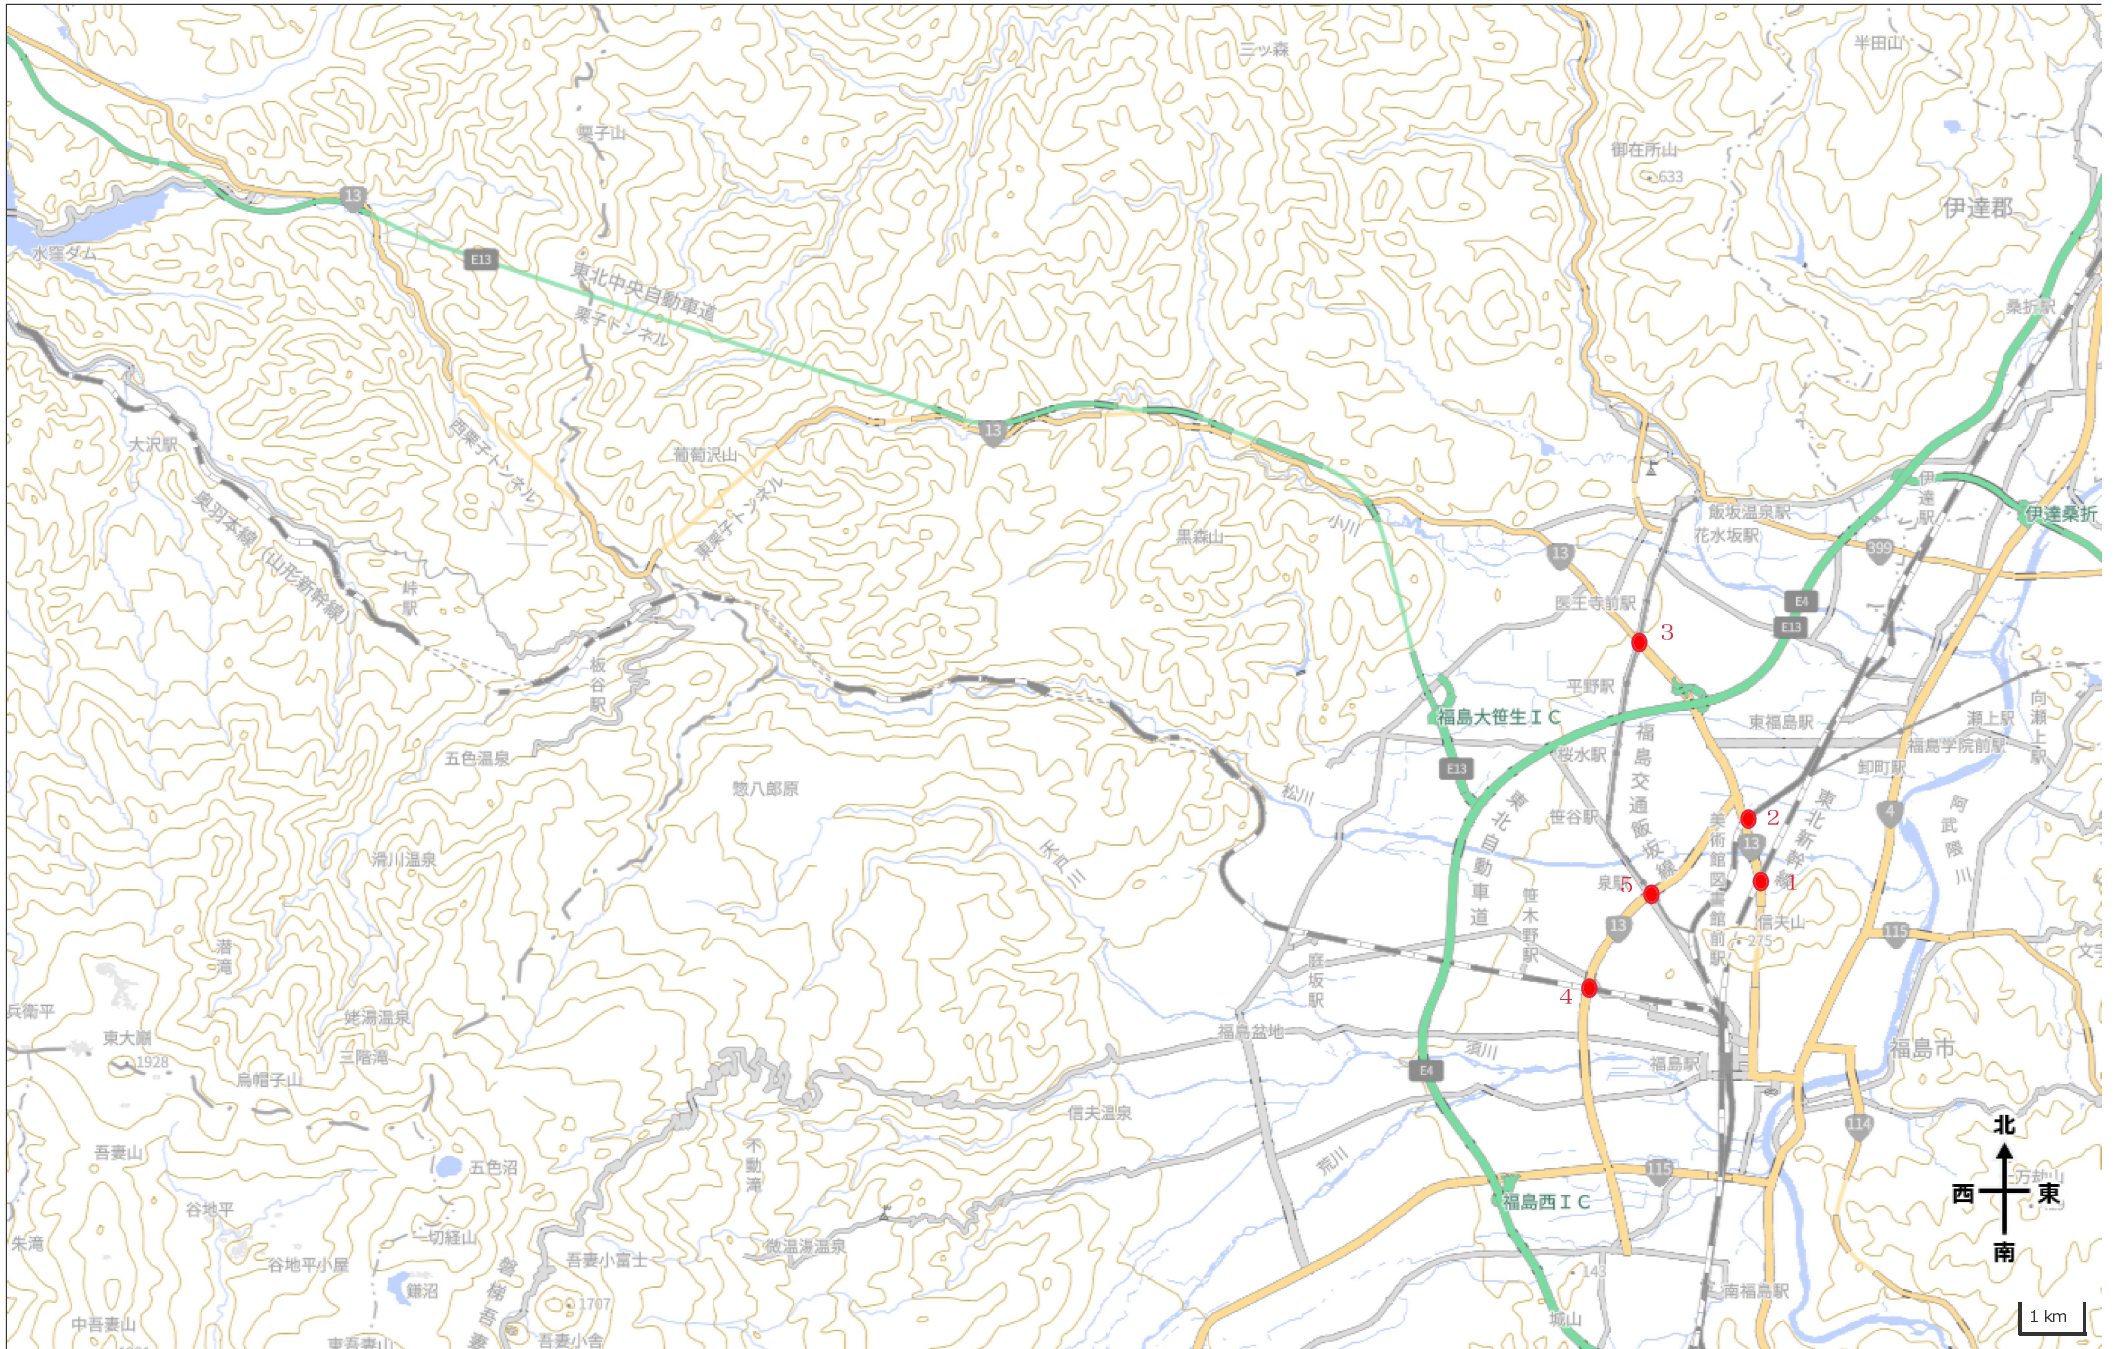 三ッ森
半田山
栗子山
御在所山
633
13
伊達郡
水窪ダム
E13
東北中央自動車道
栗子トンネル
桑折駅
13
大沢駅
西栗子トンネル
葡萄沢山
東栗子トンネル
奥羽本線（山形新幹線）
黒森山
小川
飯坂温泉駅
花水坂駅
伊達駅
伊達桑折
13
399
峠駅
医王寺前駅
E4
E13
3
板谷駅
平野駅
福島大笹生IC
東福島駅
瀬上駅
向瀬上駅
福島学院前駅
五色温泉
桜水駅
福島交通飯坂線
卸町駅
E13
惣八郎原
松川
東北自動車道
笹谷駅
2
美術館図書館前駅
東北新幹線
4
阿武隈川
13
滑川温泉
天戸川
泉駅
5
1
笹木野駅
13
信夫山
275
115
潜滝
庭坂駅
4
兵衛平
姥湯温泉
東大巓
1928
三階滝
烏帽子山
福島盆地
須川
福島駅
福島市
E4
信夫温泉
114
吾妻山
五色沼
不動滝
荒川
115
北
西
東
南
福島西IC
谷地平
一切経山
朱滝
谷地平小屋
微温湯温泉
吾妻小富士
鎌沼
1707
143
南福島駅
城山
中吾妻山
東吾妻山
吾妻小舎
磐梯吾妻
1 km